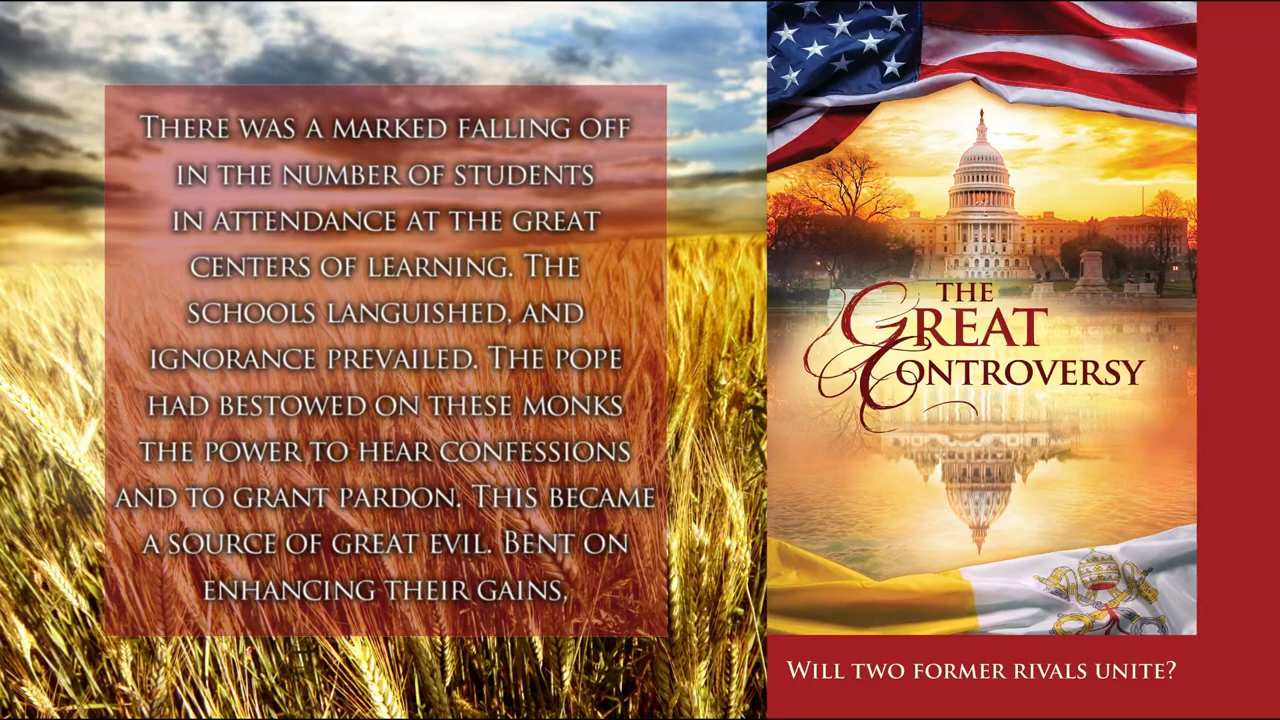 There was a marked falling off
in the number of students
in attendance at the great
centers of learning. The
schools languished, and
ignorance prevailed. The pope
had bestowed on these monks
the power to hear confessions
and to grant pardon. This became
a source of great evil. Bent on
enhancing their gains,
The
Great
Controversy
Will two former rivals unite?